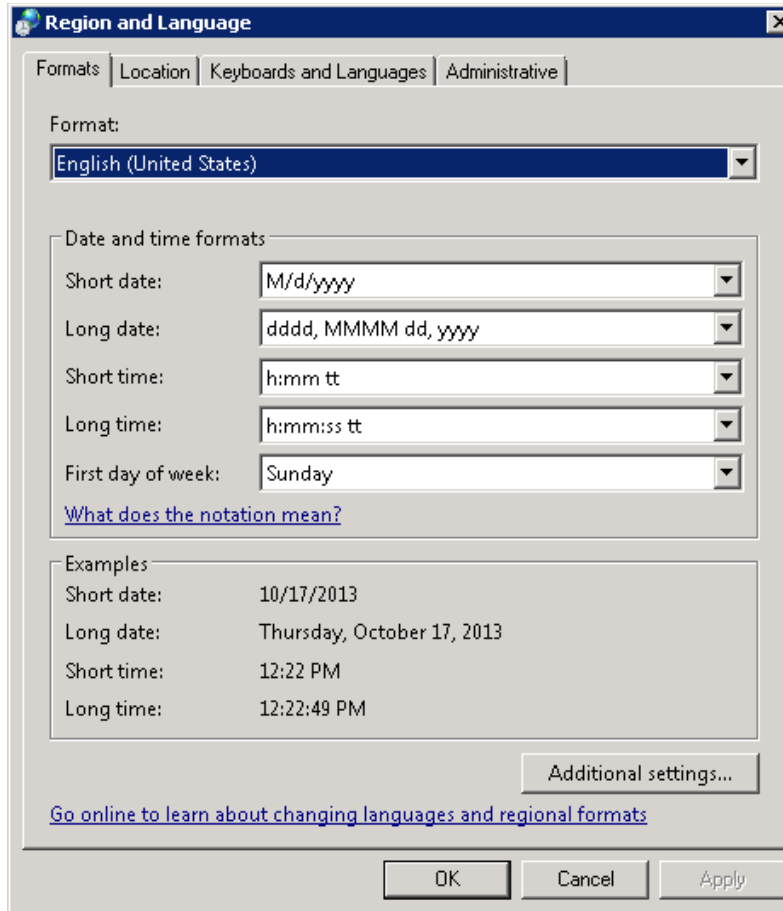 Region and Language
Formats Location Keyboards and Languages Administrative
Format:
English (United States)
Date and time formats
Short date: M/d/yyyy
Long date: dddd, MMMM dd, yyyy
Short time: h:mm tt
Long time: h:mm:ss tt
First day of week: Sunday
What does the notation mean?
Examples
Short date: 10/17/2013
Long date: Thursday, October 17, 2013
Short time: 12:22 PM
Long time: 12:22:49 PM
Additional settings...
Go online to learn about changing languages and regional formats
OK Cancel Apply